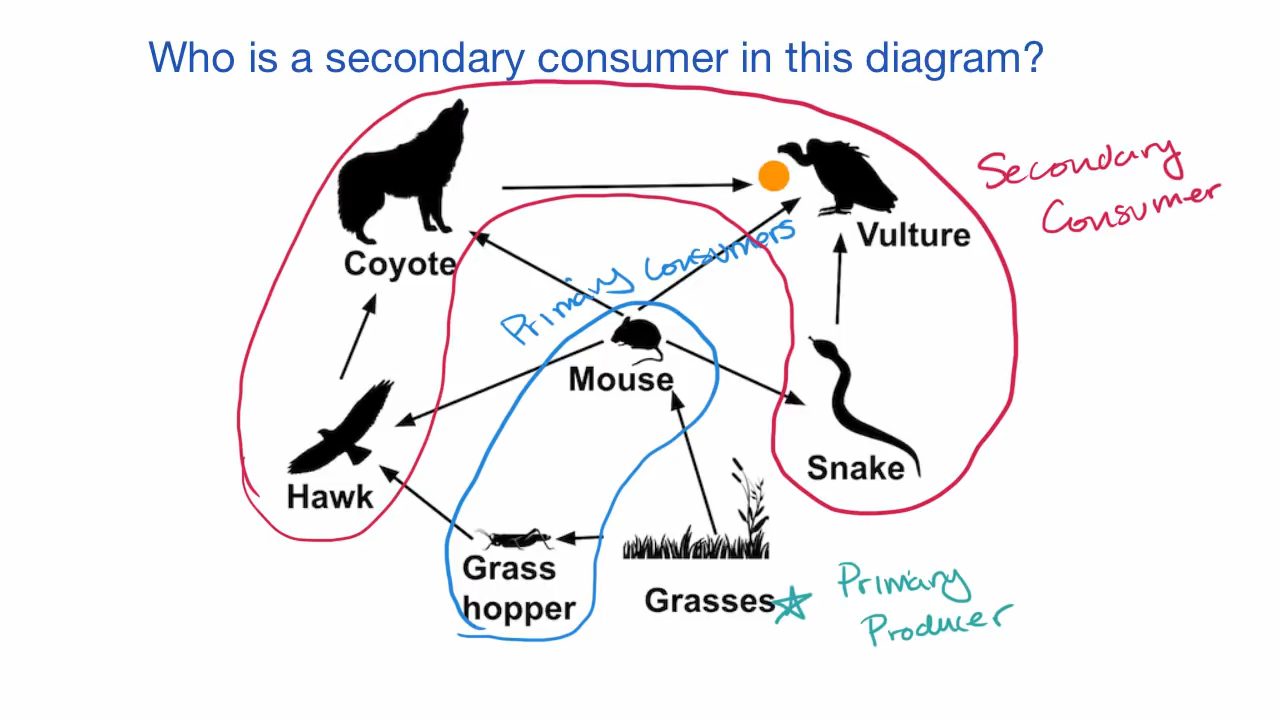 Who is a secondary consumer in this diagram?
Secondary
Consumer
Vulture
Coyote
Primary Consumers
Mouse
Snake
Hawk
Grass
hopper
Grasses
Primary
Producer